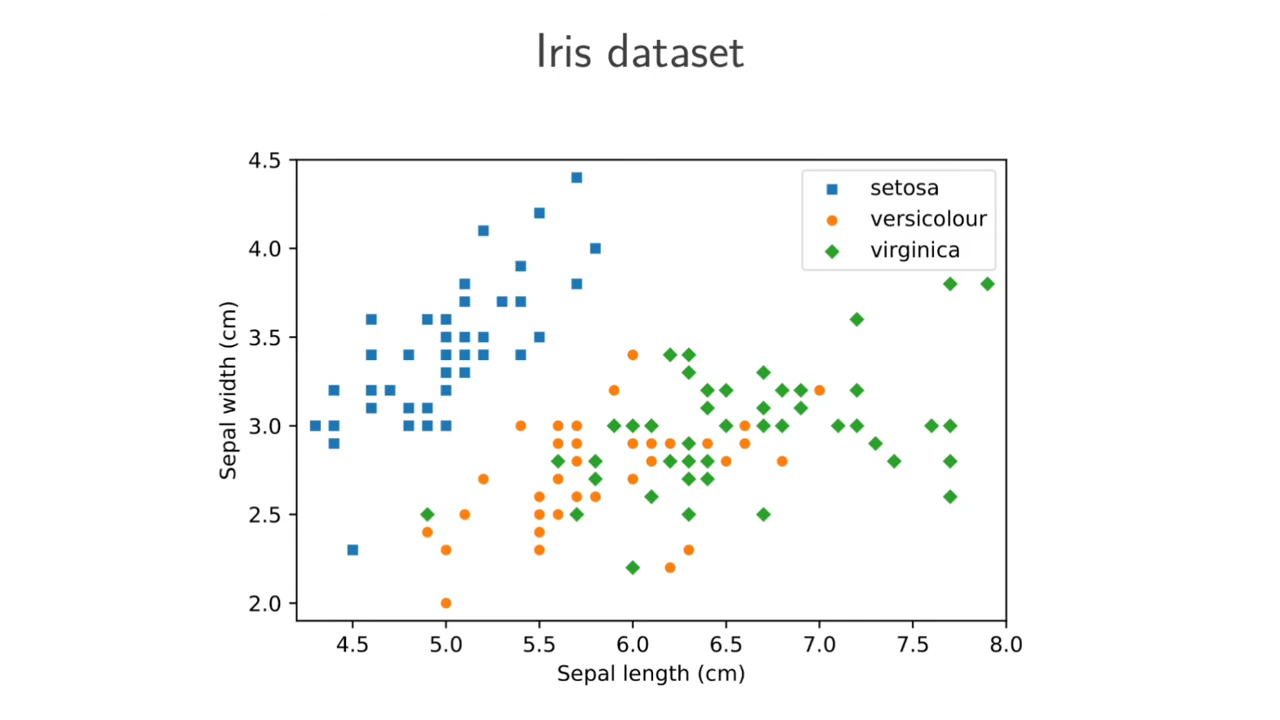 Iris dataset
4.5
4.0
3.5
3.0
2.5
2.0
Sepal width (cm)
setosa
versicolour
virginica
4.5 5.0 5.5 6.0 6.5 7.0 7.5 8.0
Sepal length (cm)